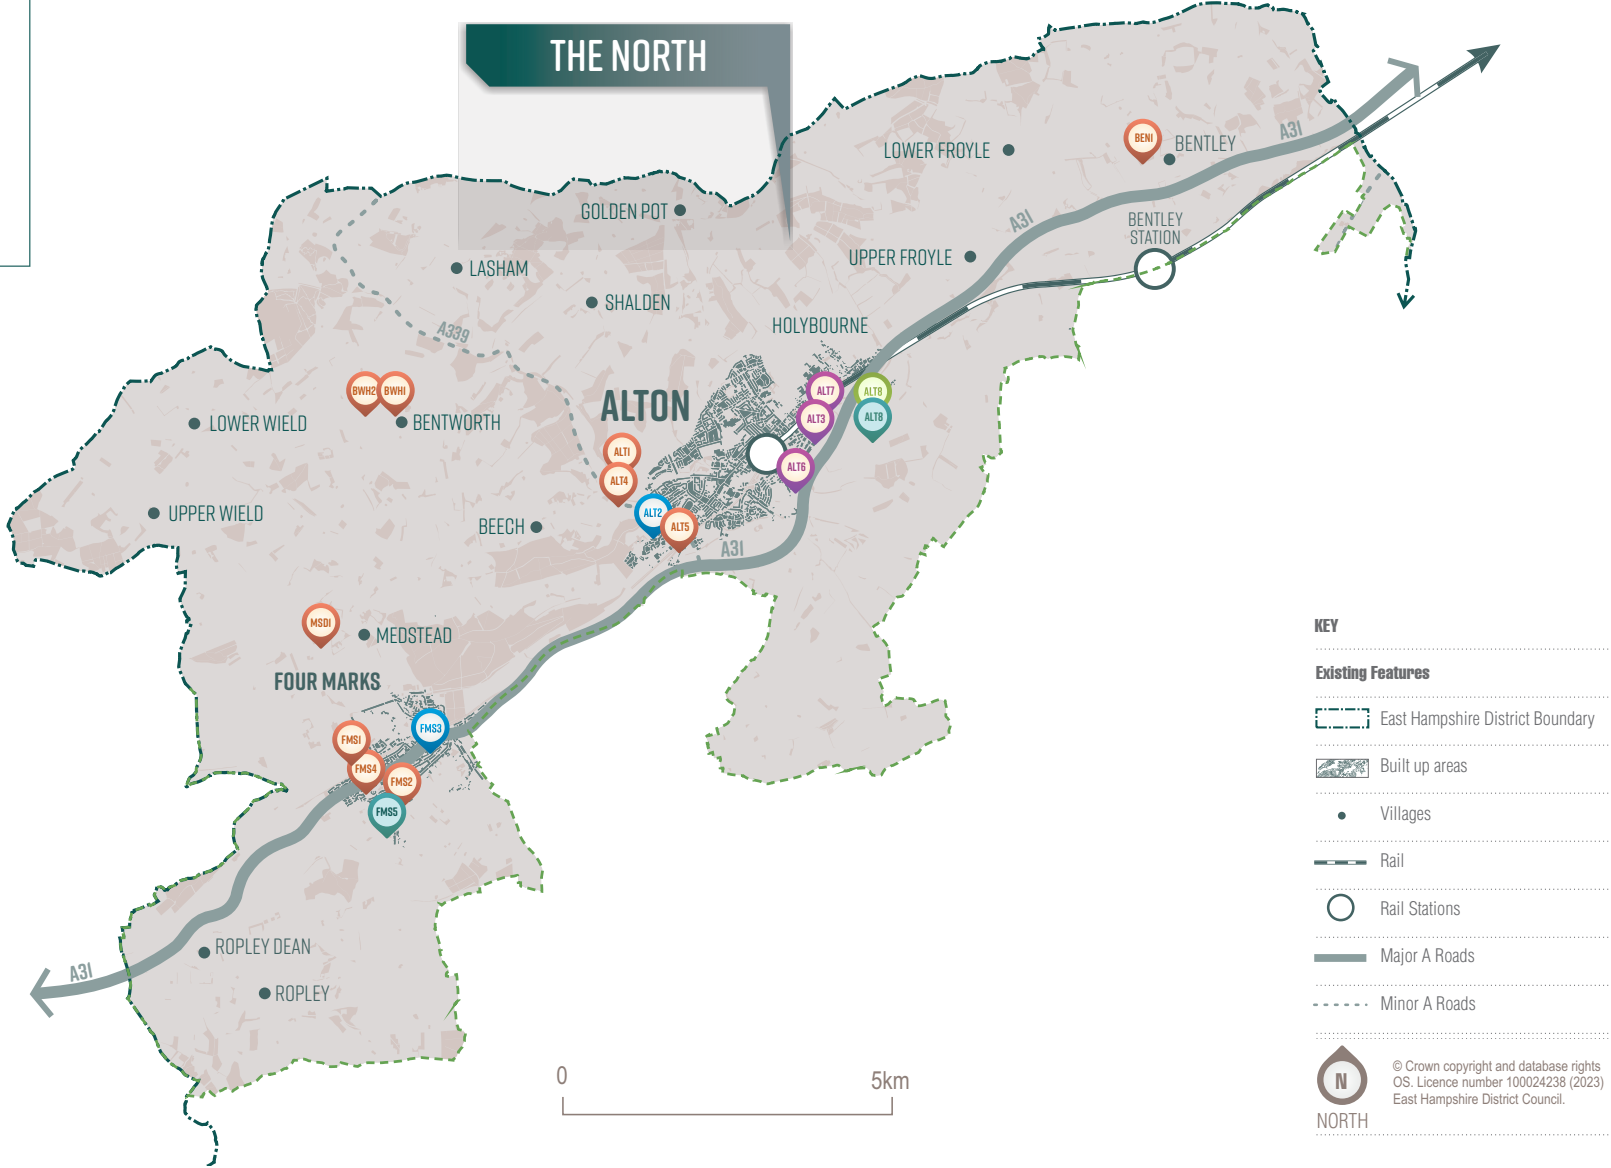 THE NORTH
LOWER FROYLE
BEN1
BENTLEY
A31
GOLDEN POT
A31
BENTLEY
STATION
UPPER FROYLE
LASHAM
SHALDEN
A339
HOLYBOURNE
BWH2
BWH1
ALT7
ALT8
ALTON
ALT3
ALT8
LOWER WIELD
BENTWORTH
ALT1
ALT6
ALT4
UPPER WIELD
BEECH
ALT2
ALT5
A31
MSD1
MEDSTEAD
FOUR MARKS
FMS3
FMS1
FMS4
FMS2
FMS5
ROPLEY DEAN
A31
ROPLEY
0
5km
KEY
Existing Features
East Hampshire District Boundary
Built up areas
Villages
Rail
Rail Stations
Major A Roads
Minor A Roads
N
NORTH
© Crown copyright and database rights
OS. Licence number 100024238 (2023)
East Hampshire District Council.